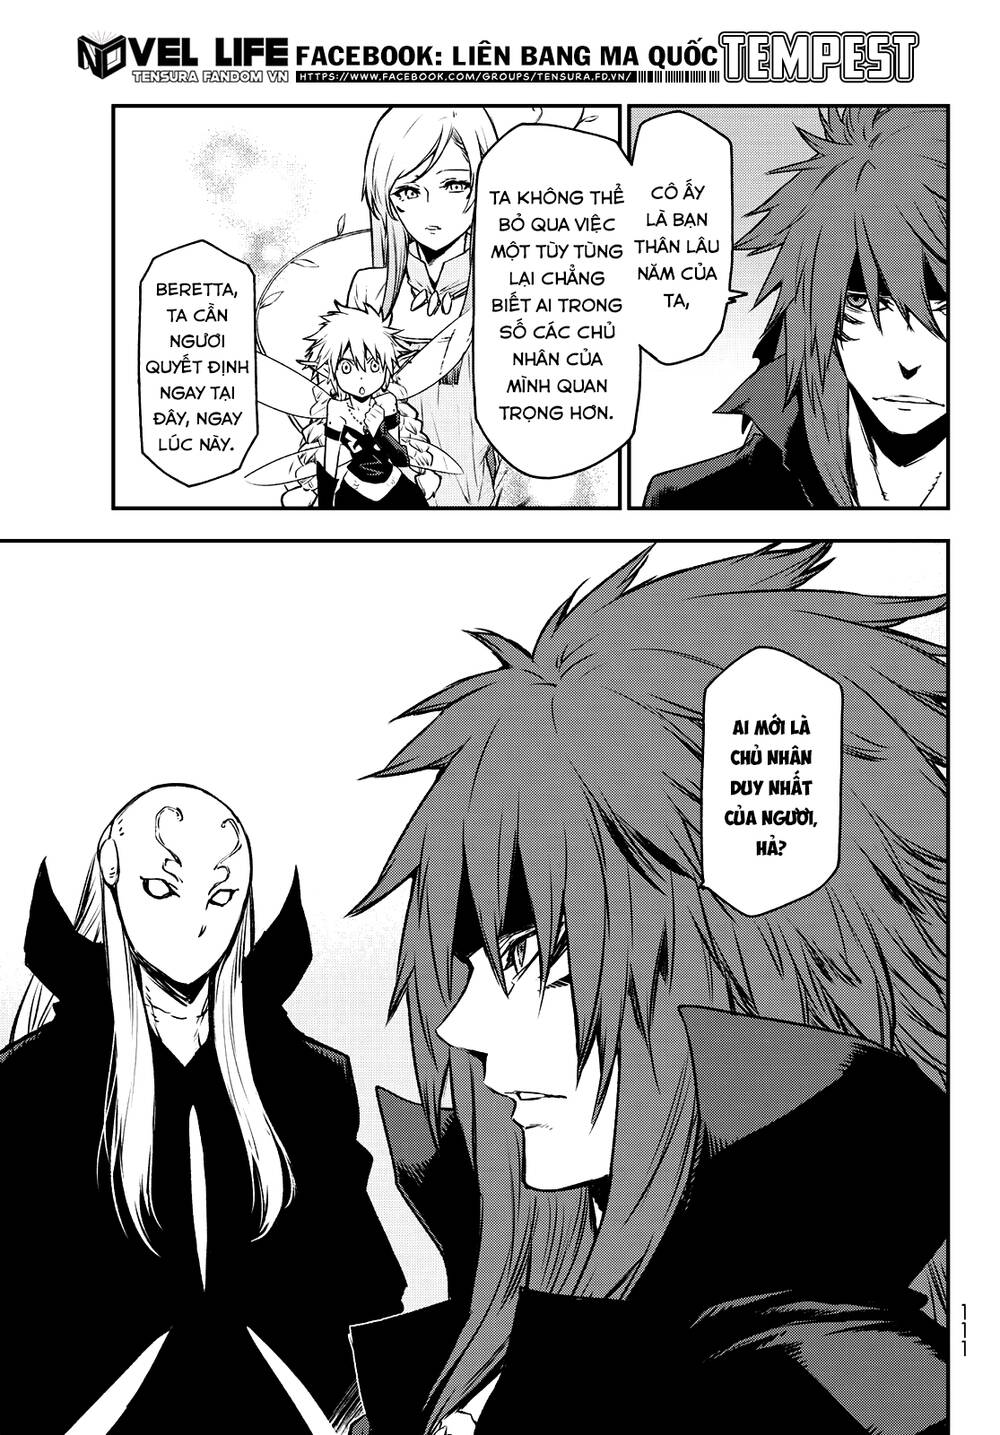 NOVEL LIFE
TENSURA FANDOM VN
FACEBOOK: LIÊN BANG MA QUỐC
HTTPS://WWW.FACEBOOK.COM/GROUPS/TENSURA.FD.VN/
TEMPEST
CÔ ẤY
LÀ BẠN
THÂN LÂU
NĂM CỦA
TA,
TA KHÔNG THỂ
BỎ QUA VIỆC
MỘT TÙY TÙNG
LẠI CHẲNG
BIẾT AI TRONG
SỐ CÁC CHỦ
NHÂN CỦA
MÌNH QUAN
TRỌNG HƠN.
BERETTA,
TA CẦN
NGƯƠI
QUYẾT ĐỊNH
NGAY TẠI
ĐÂY, NGAY
LÚC NÀY.
AI MỚI LÀ
CHỦ NHÂN
DUY NHẤT
CỦA NGƯƠI,
HẢ?
111